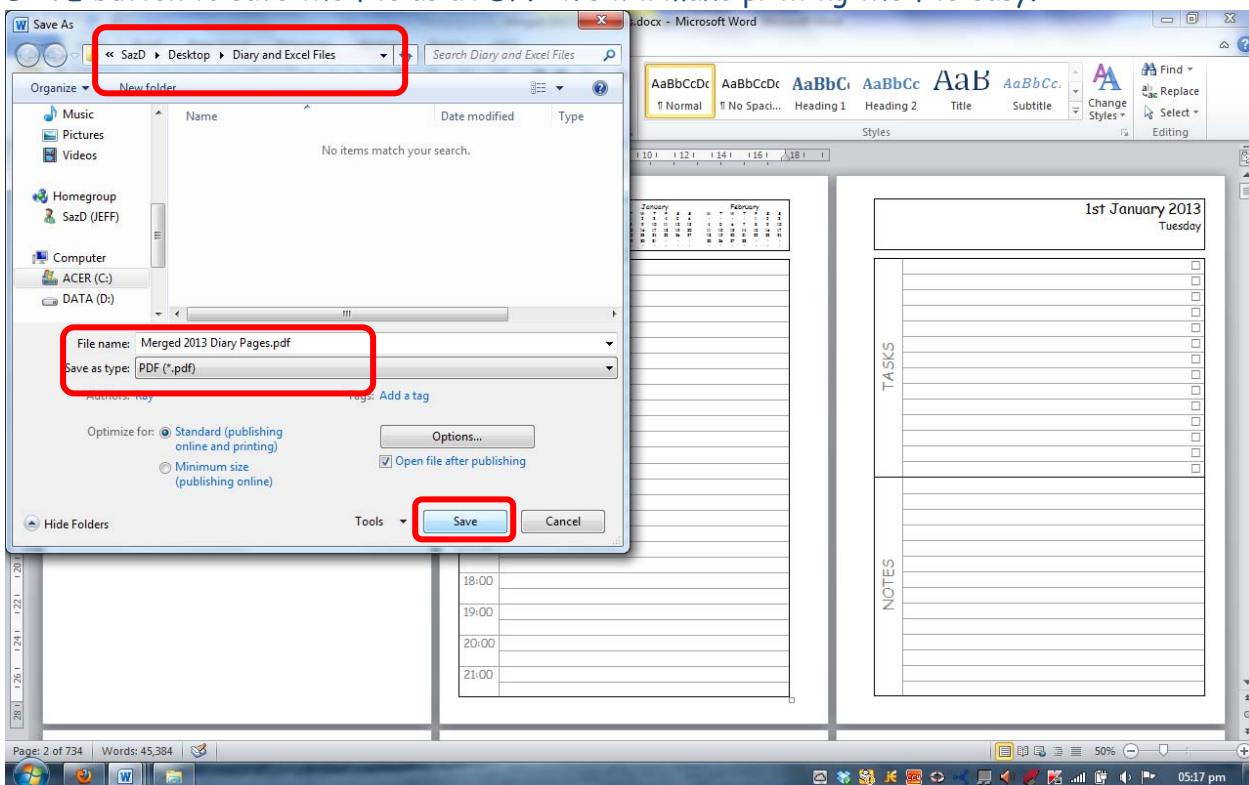 Save As
.docx - Microsoft Word
« SazD ▸ Desktop ▸ Diary and Excel Files
Search Diary and Excel Files
Organize
New folder
Music
Pictures
Videos
Homegroup
SazD (JEFF)
Computer
ACER (C:)
DATA (D:)
Name
Date modified
Type
No items match your search.
File name: Merged 2013 Diary Pages.pdf
Save as type: PDF (*.pdf)
Authors: Ray
Tags: Add a tag
Optimize for: Standard (publishing
online and printing)
Minimum size
(publishing online)
Options...
Open file after publishing
Hide Folders
Tools
Save
Cancel
AaBbCcDc AaBbCcDc AaBbC AaBbCc AaB AaBbCc.
¶ Normal ¶ No Spaci... Heading 1 Heading 2 Title Subtitle
Change
Styles
Styles
Find
Replace
Select
Editing
January February
1st January 2013
Tuesday
TASKS
NOTES
18:00
19:00
20:00
21:00
Page: 2 of 734 Words: 45,384
50%
05:17 pm